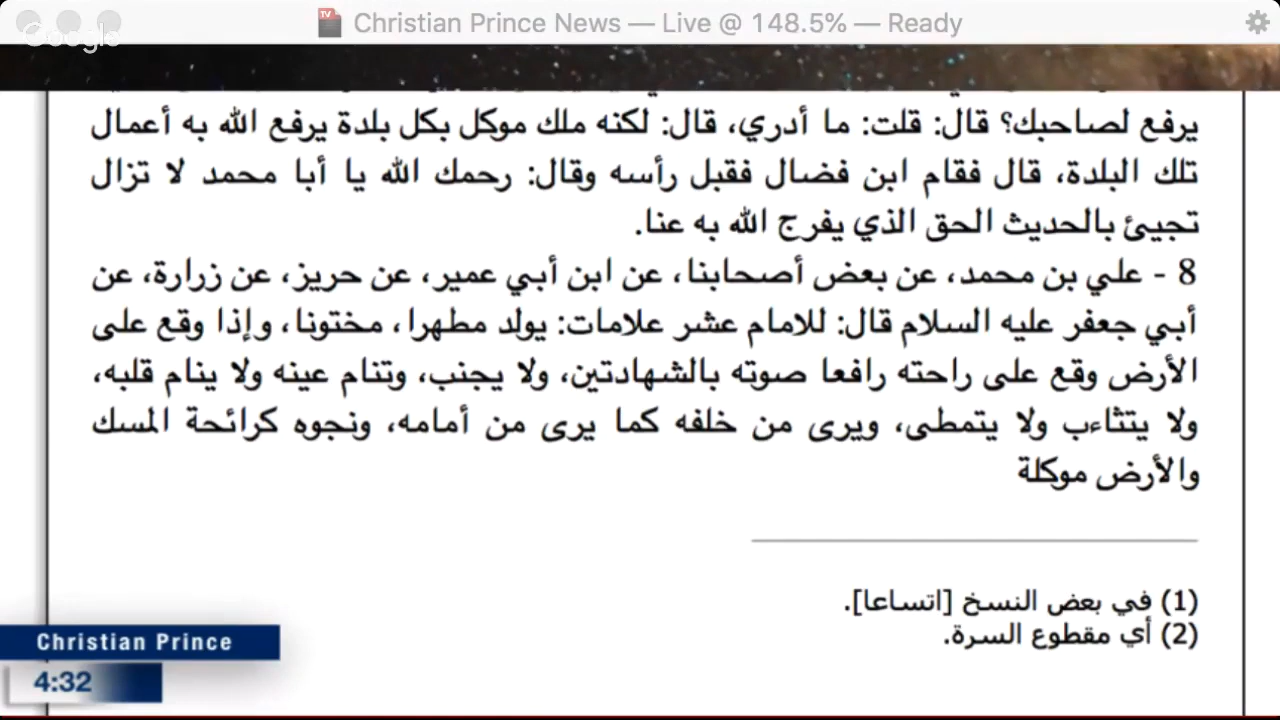 Christian Prince News — Live @ 148.5% — Ready
Google
يرفع لصاحبك؟ قال: قلت: ما أدري، قال: لكنه ملك موكل بكل بلدة يرفع الله به أعمال
تلك البلدة، قال فقام ابن فضال فقبل رأسه وقال: رحمك الله يا أبا محمد لا تزال
تجيئ بالحديث الحق الذي يفرج الله به عنا.
8 - علي بن محمد، عن بعض أصحابنا، عن ابن أبي عمير، عن حريز، عن زرارة، عن
أبي جعفر عليه السلام قال: للامام عشر علامات: يولد مطهرا، مختونا، وإذا وقع على
الأرض وقع على راحته رافعا صوته بالشهادتين، ولا يجنب، وتنام عينه ولا ينام قلبه،
ولا يتثاءب ولا يتمطى، ويرى من خلفه كما يرى من أمامه، ونجوه كرائحة المسك
والأرض موكلة
(1) في بعض النسخ [اتساعا].
(2) أي مقطوع السرة.
Christian Prince
4:32